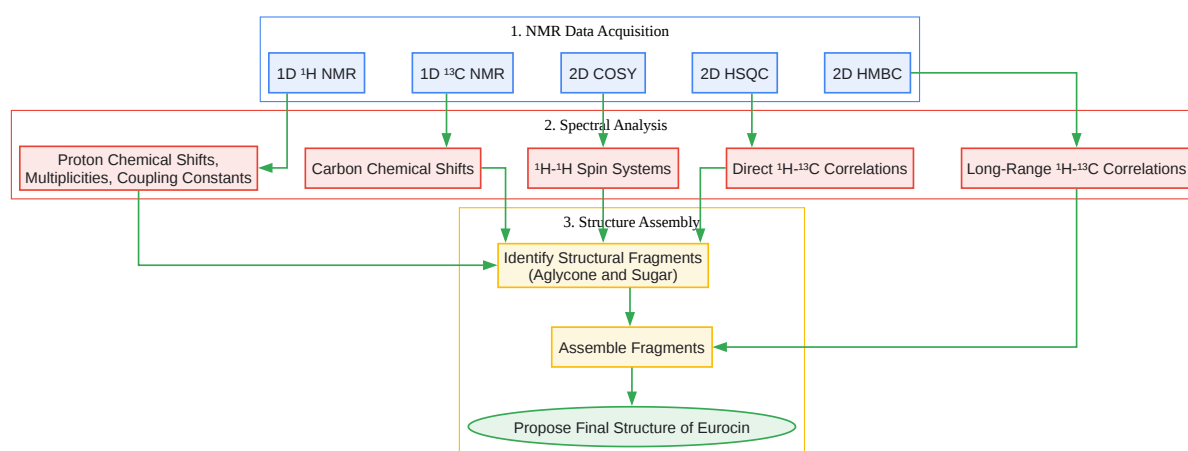 1. NMR Data Acquisition
1D ¹H NMR
1D ¹³C NMR
2D COSY
2D HSQC
2D HMBC
2. Spectral Analysis
Proton Chemical Shifts,
Multiplicities, Coupling Constants
Carbon Chemical Shifts
¹H-¹H Spin Systems
Direct ¹H-¹³C Correlations
Long-Range ¹H-¹³C Correlations
3. Structure Assembly
Identify Structural Fragments
(Aglycone and Sugar)
Assemble Fragments
Propose Final Structure of Eurocin